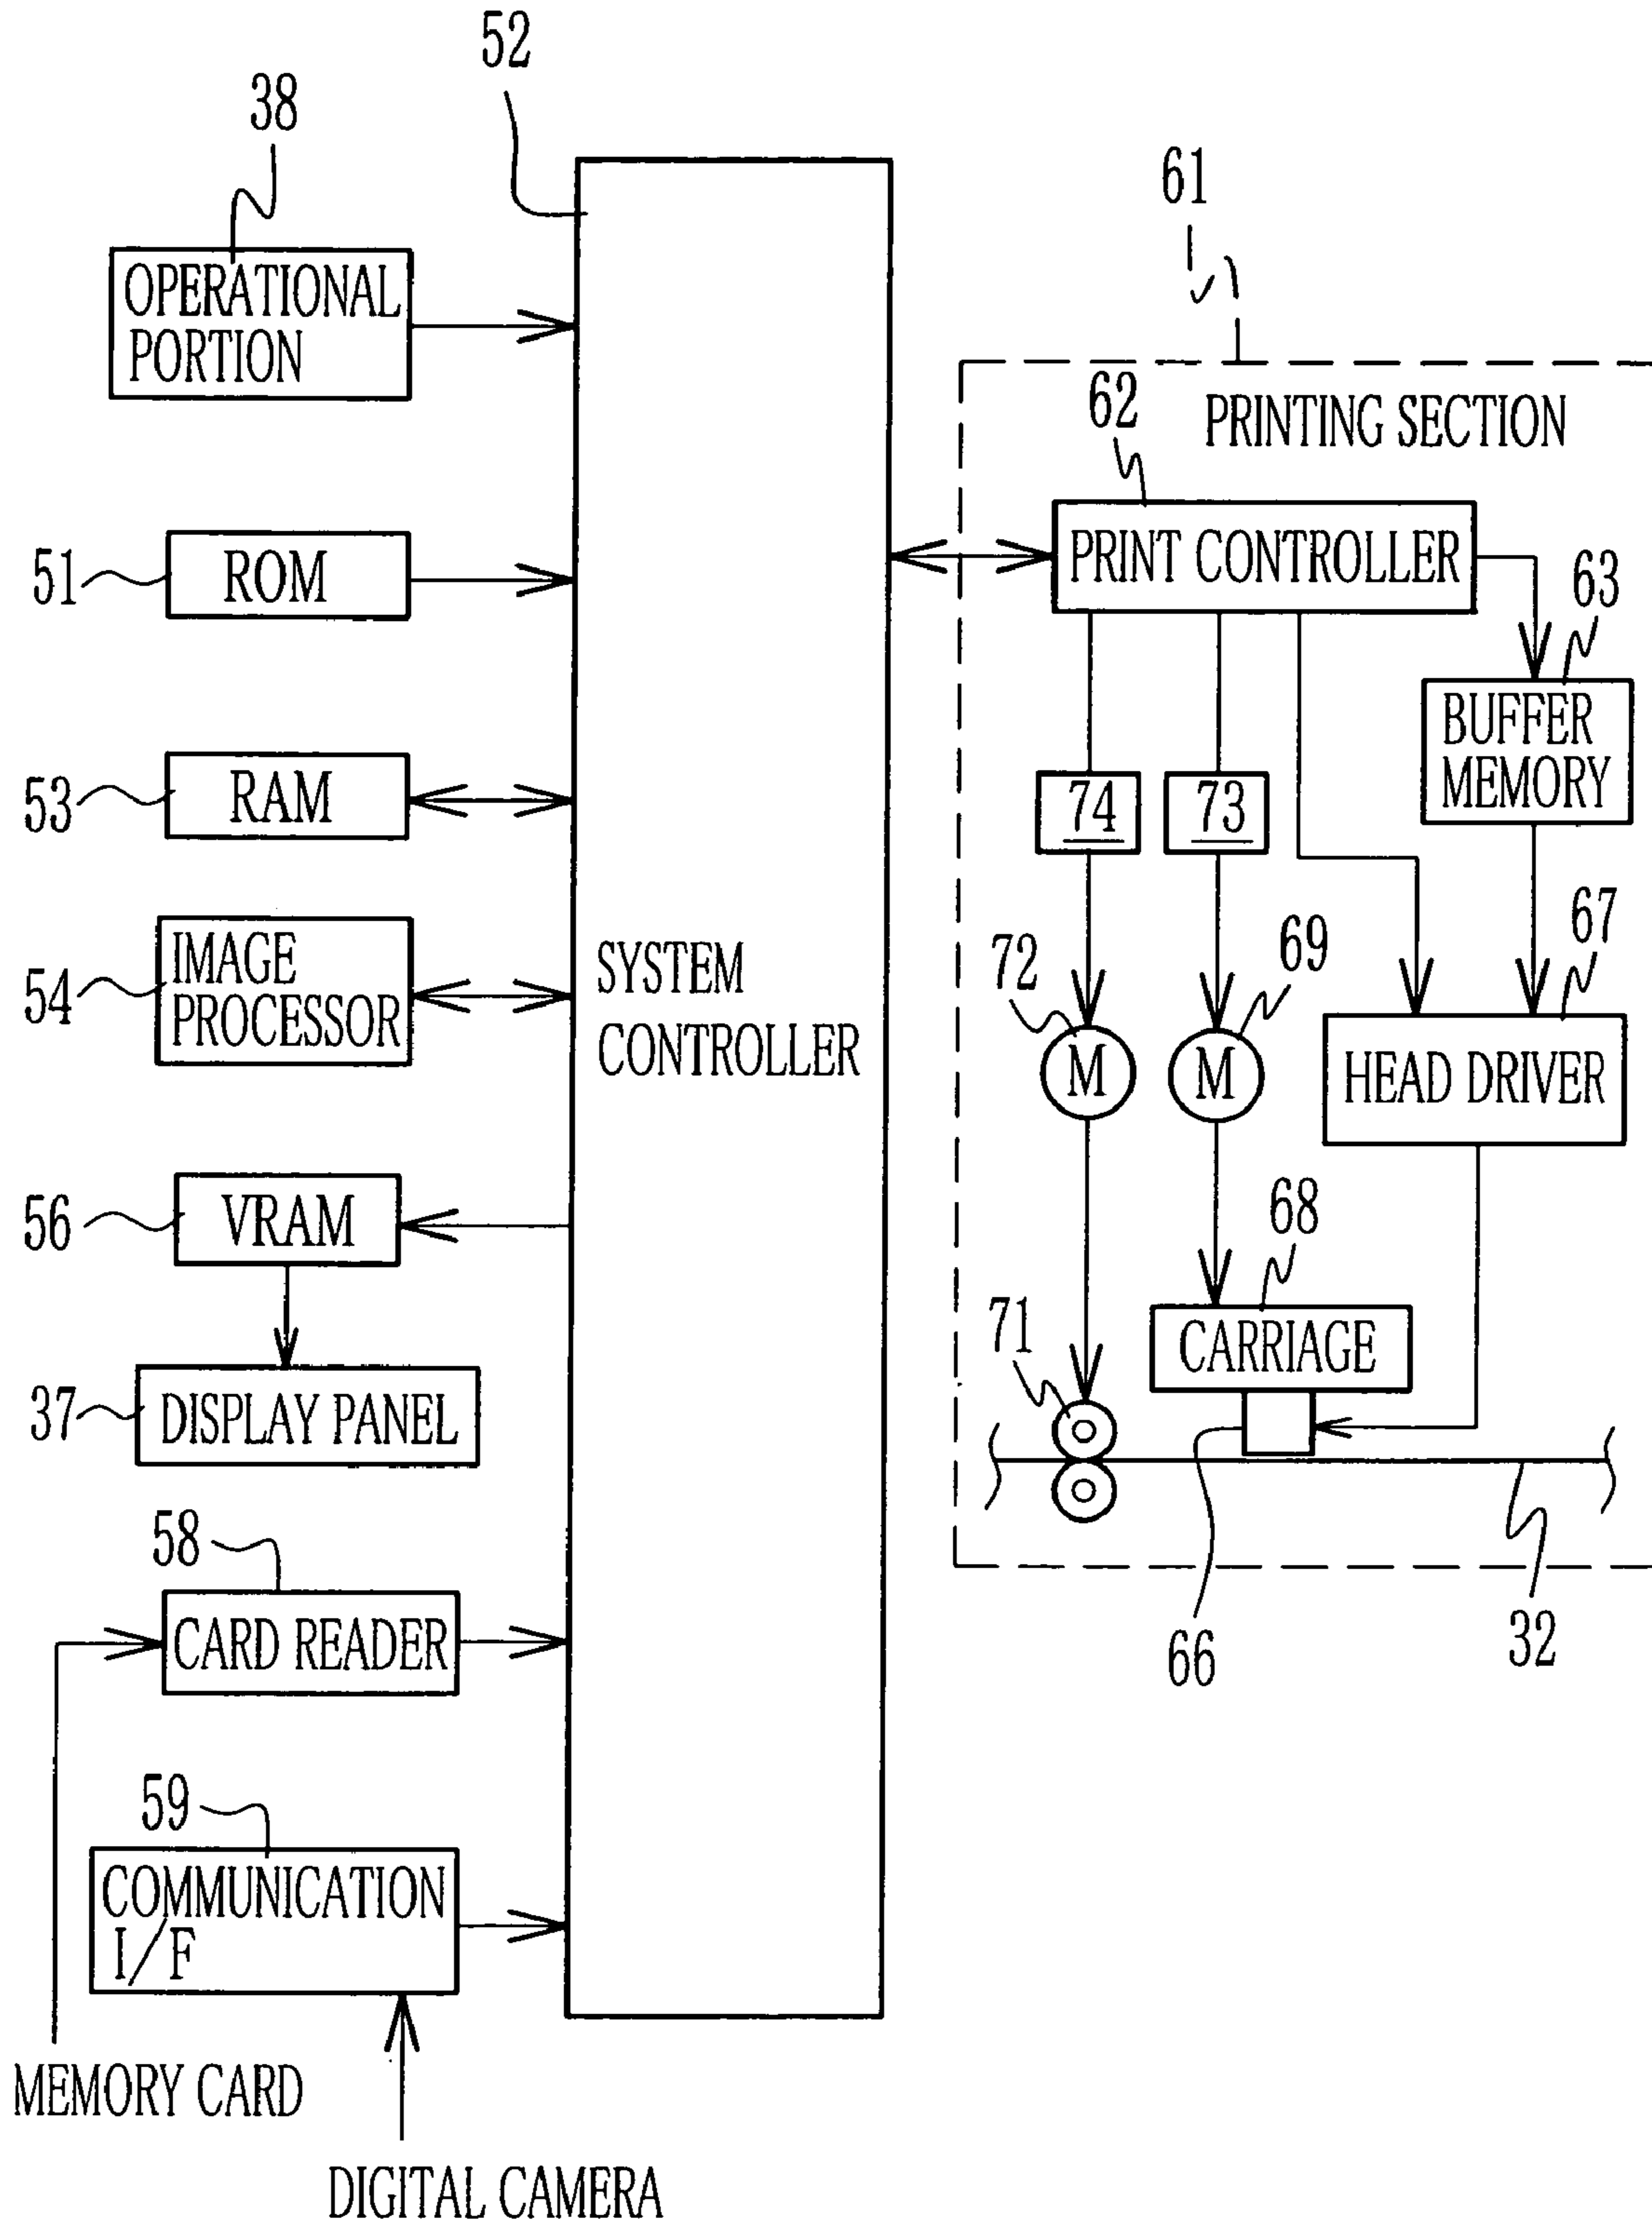 52
38
61
OPERATIONAL
PORTION
62
PRINTING SECTION
51
ROM
PRINT CONTROLLER
63
53
RAM
74
73
BUFFER
MEMORY
54
IMAGE
PROCESSOR
SYSTEM
CONTROLLER
72
69
67
M
M
HEAD DRIVER
56
VRAM
68
71
CARRIAGE
37
DISPLAY PANEL
58
CARD READER
66
32
59
COMMUNICATION
I/F
MEMORY CARD
DIGITAL CAMERA